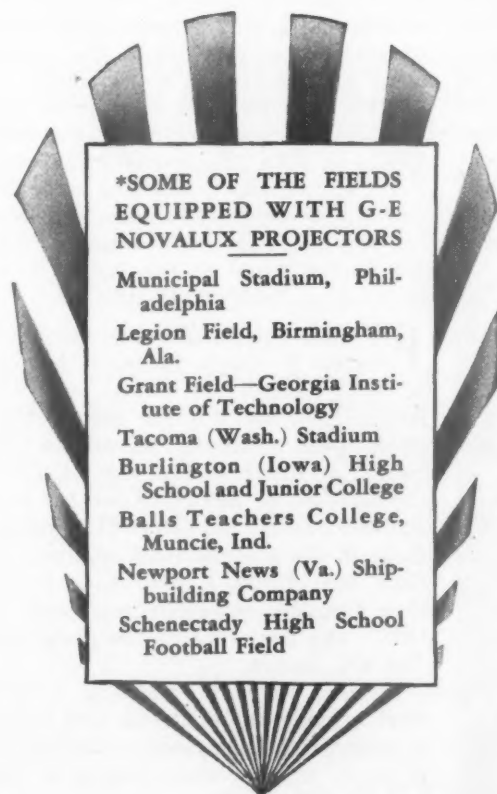 *SOME OF THE FIELDS
EQUIPPED WITH G-E
NOVALUX PROJECTORS
Municipal Stadium, Phil-
adelphia
Legion Field, Birmingham,
Ala.
Grant Field—Georgia Insti-
tute of Technology
Tacoma (Wash.) Stadium
Burlington (Iowa) High
School and Junior College
Balls Teachers College,
Muncie, Ind.
Newport News (Va.) Ship-
building Company
Schenectady High School
Football Field